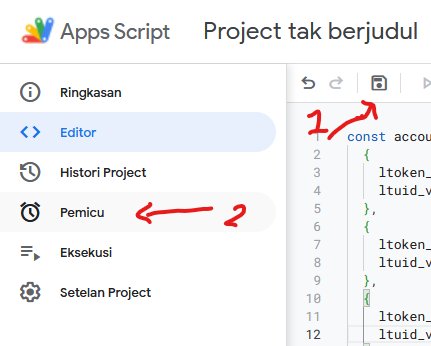 Apps Script
Project tak berjudul
Ringkasan
Editor
Histori Project
Pemicu
Eksekusi
Setelan Project
1
2
1 const accou
2 {
3 ltoken_
4 ltuid_v
5 },
6 {
7 ltoken_
8 ltuid_v
9 },
10 {
11 ltoken_
12 ltuid_v